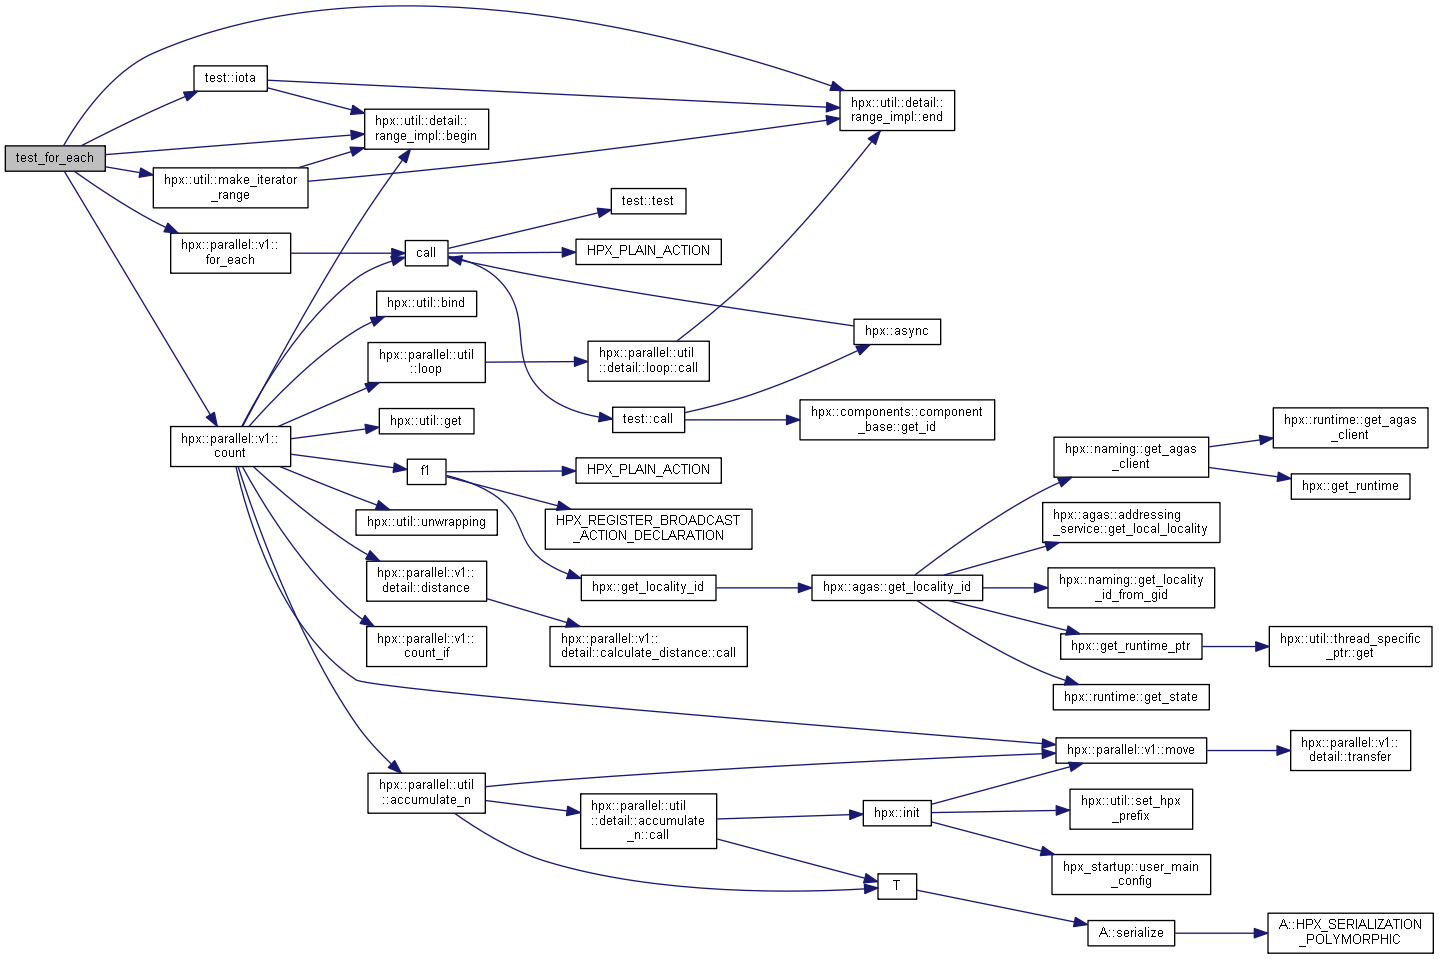 test_for_each
test::iota
hpx::util::detail::
range_impl::begin
hpx::util::detail::
range_impl::end
hpx::util::make_iterator
_range
hpx::parallel::v1::
for_each
call
test::test
HPX_PLAIN_ACTION
hpx::util::bind
hpx::async
hpx::parallel::util
::loop
hpx::parallel::util
::detail::loop::call
hpx::util::get
test::call
hpx::components::component
_base::get_id
hpx::parallel::v1::
count
f1
HPX_PLAIN_ACTION
hpx::naming::get_agas
_client
hpx::runtime::get_agas
_client
hpx::get_runtime
hpx::util::unwrapping
HPX_REGISTER_BROADCAST
_ACTION_DECLARATION
hpx::agas::addressing
_service::get_local_locality
hpx::parallel::v1::
detail::distance
hpx::get_locality_id
hpx::agas::get_locality_id
hpx::naming::get_locality
_id_from_gid
hpx::parallel::v1::
count_if
hpx::parallel::v1::
detail::calculate_distance::call
hpx::get_runtime_ptr
hpx::util::thread_specific
_ptr::get
hpx::runtime::get_state
hpx::parallel::v1::move
hpx::parallel::v1::
detail::transfer
hpx::parallel::util
::accumulate_n
hpx::parallel::util
::detail::accumulate
_n::call
hpx::init
hpx::util::set_hpx
_prefix
hpx_startup::user_main
_config
T
A::serialize
A::HPX_SERIALIZATION
_POLYMORPHIC